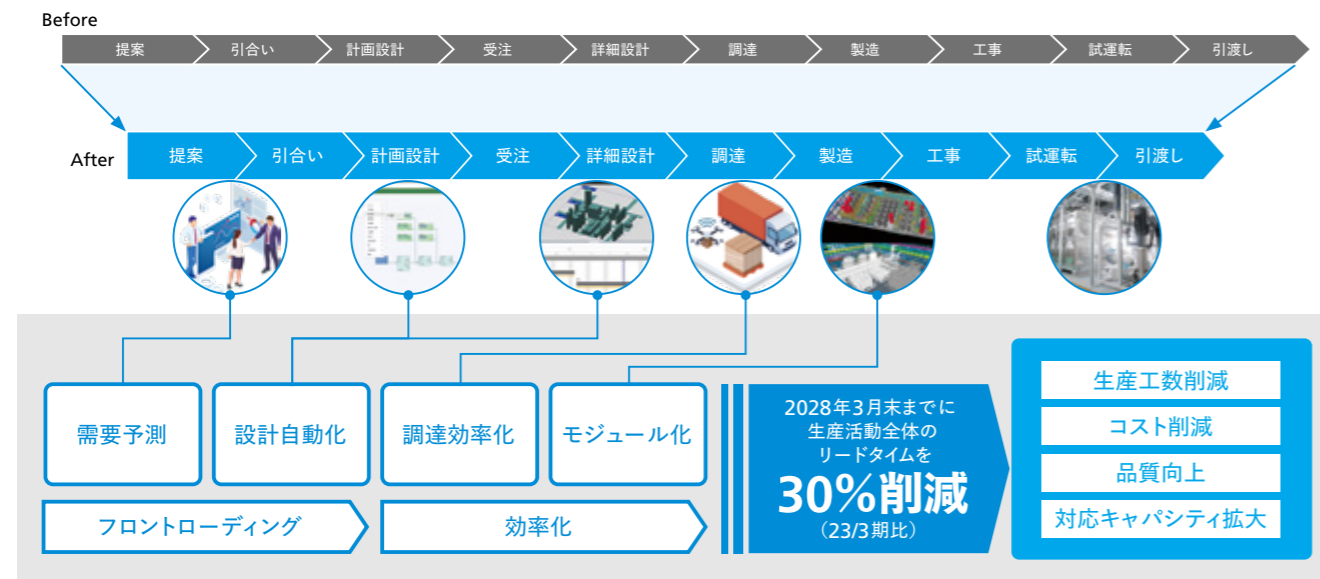 Before
提案
引合い
計画設計
受注
詳細設計
調達
製造
工事
試運転
引渡し
After
提案
引合い
計画設計
受注
詳細設計
調達
製造
工事
試運転
引渡し
需要予測
設計自動化
調達効率化
モジュール化
フロントローディング
効率化
2028年3月末までに
生産活動全体の
リードタイムを
30%削減
（23/3期比）
生産工数削減
コスト削減
品質向上
対応キャパシティ拡大